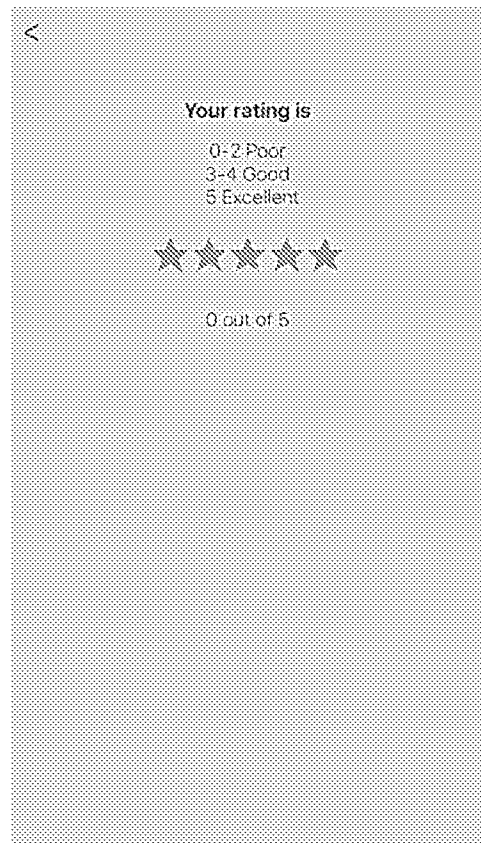 <
Your rating is
0-2 Poor
3-4 Good
5 Excellent
0 out of 5